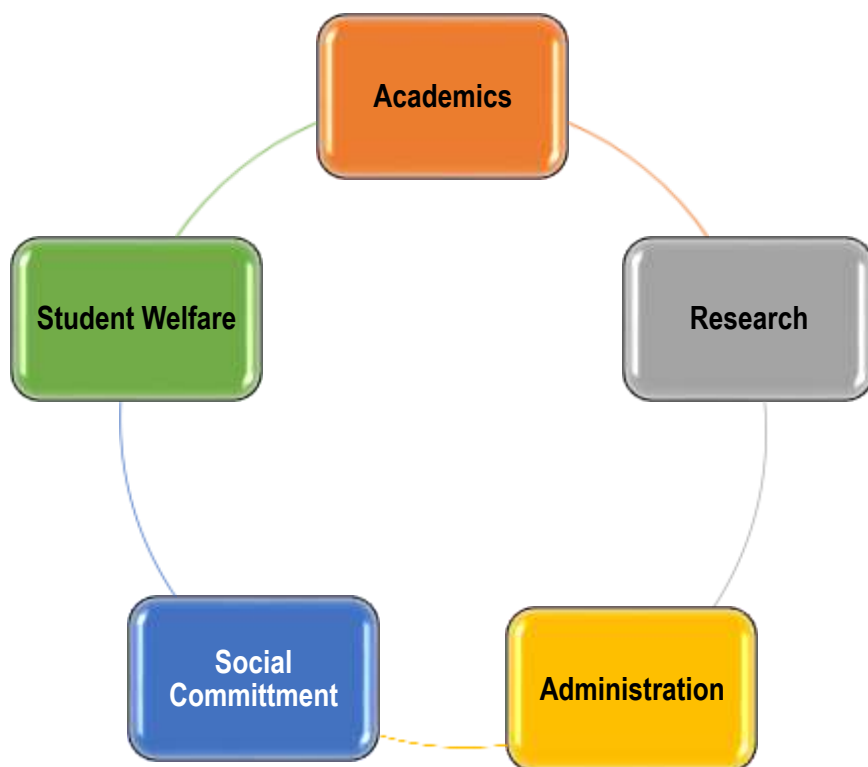 Academics
Student Welfare
Research
Social
Committment
Administration